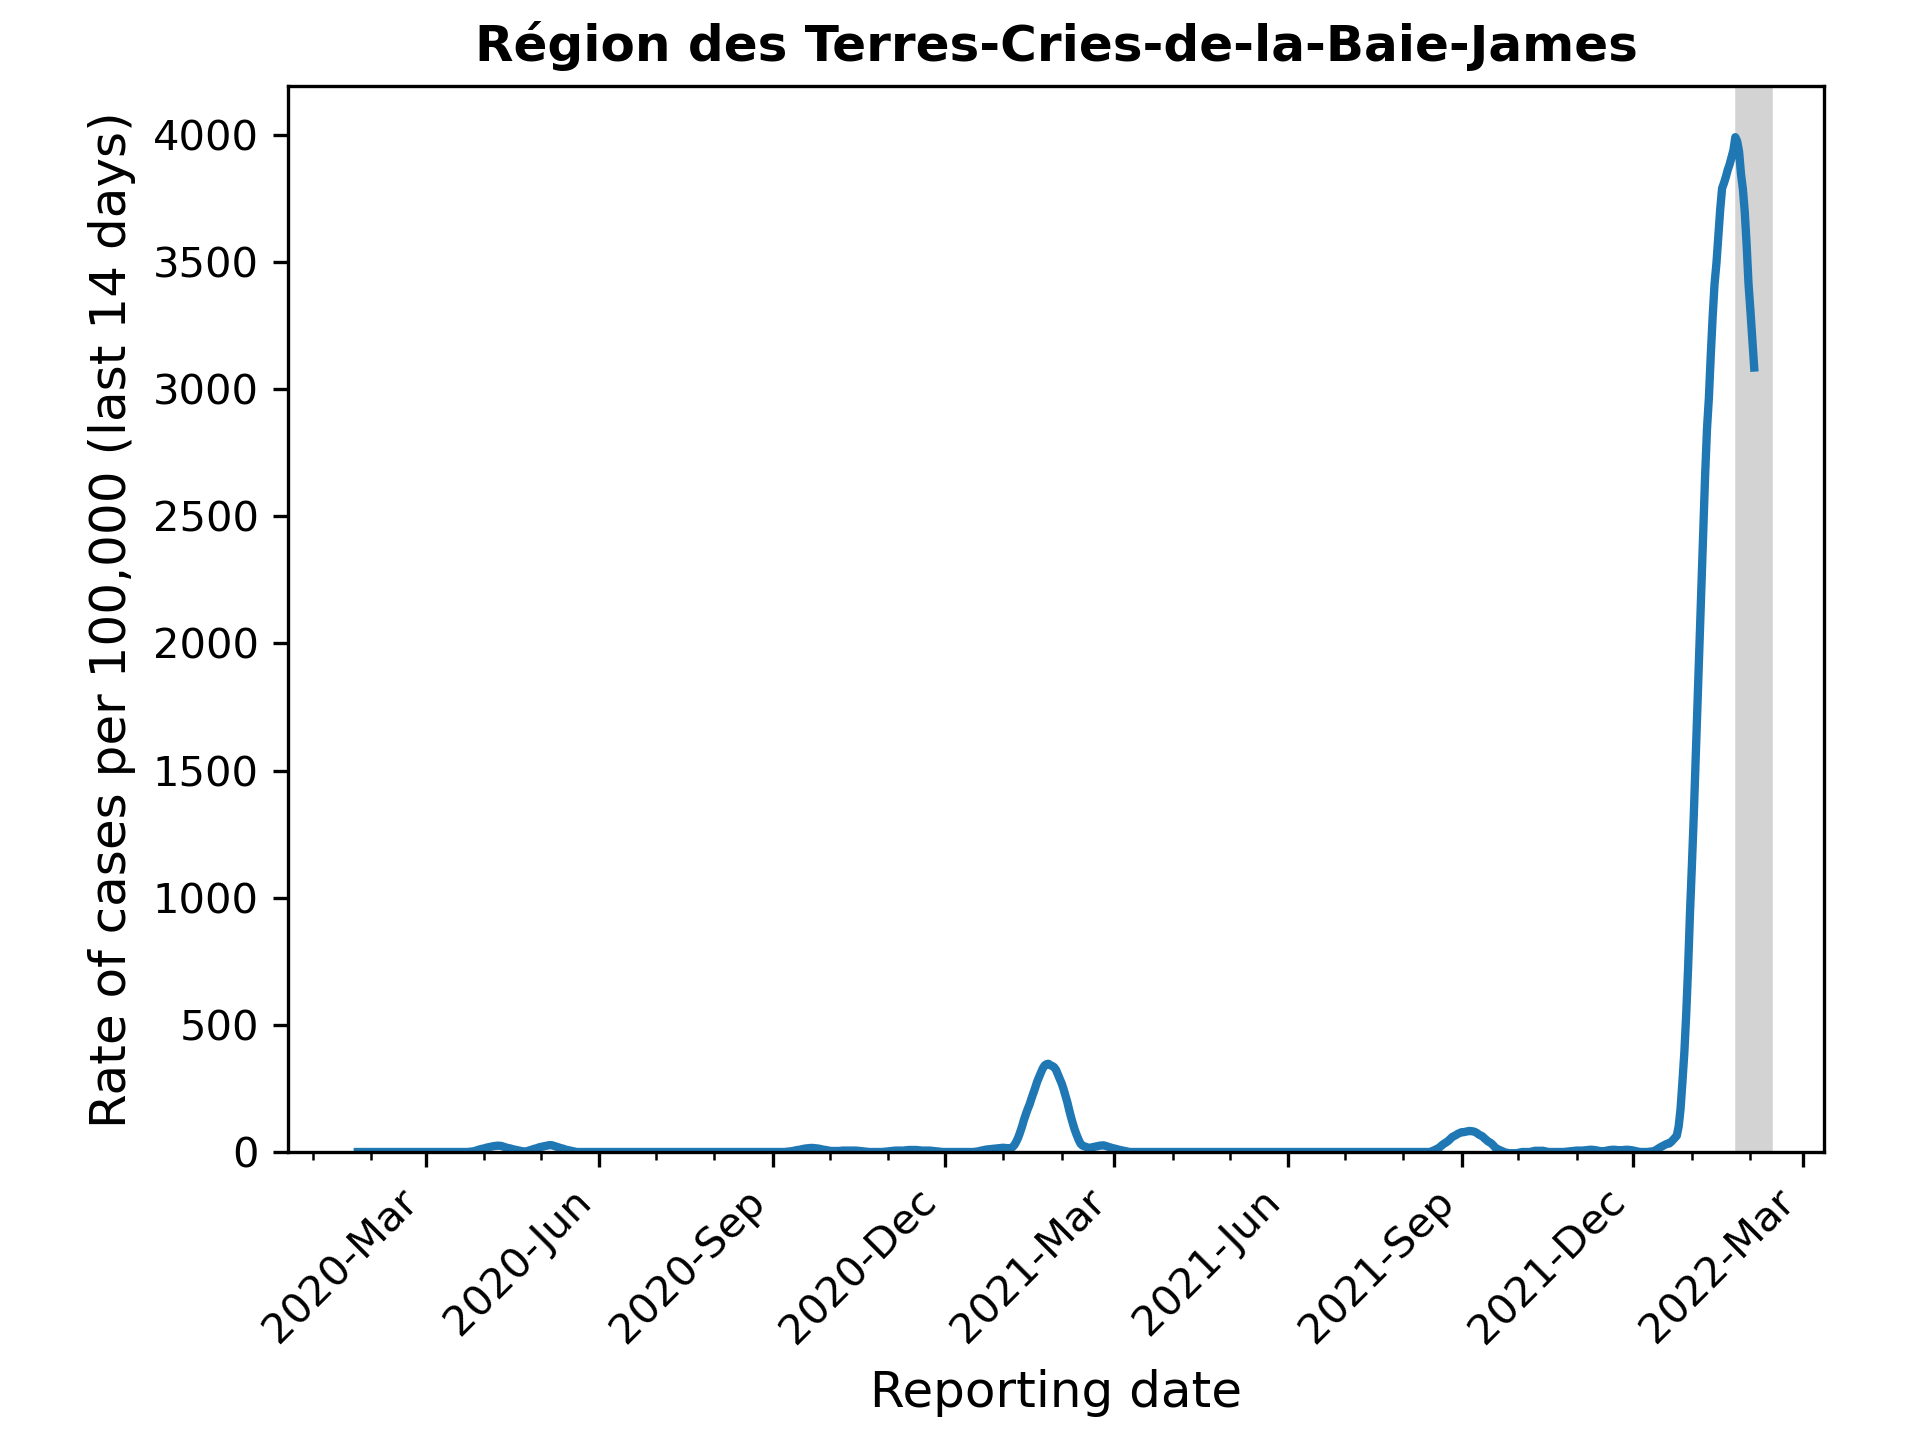 Région des Terres-Cries-de-la-Baie-James
Rate of cases per 100,000 (last 14 days)
4000
3500
3000
2500
2000
1500
1000
500
0
2020-Mar
2020-Jun
2020-Sep
2020-Dec
2021-Mar
2021-Jun
2021-Sep
2021-Dec
2022-Mar
Reporting date